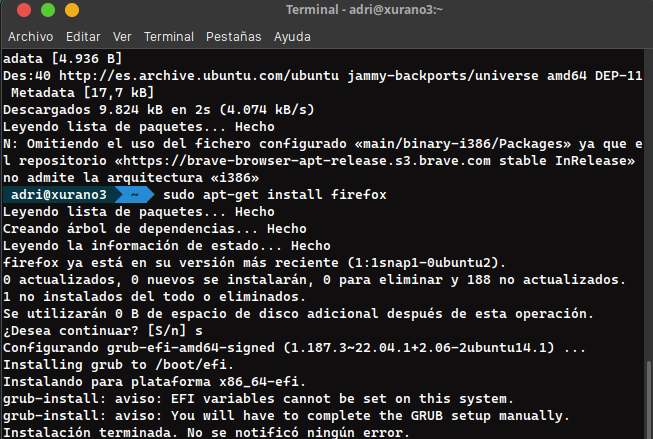 Terminal - adri@xurano3:~
Archivo Editar Ver Terminal Pestañas Ayuda
adata [4.936 B]
Des:40 http://es.archive.ubuntu.com/ubuntu jammy-backports/universe amd64 DEP-11
Metadata [17,7 kB]
Descargados 9.824 kB en 2s (4.074 kB/s)
Leyendo lista de paquetes... Hecho
N: Omitiendo el uso del fichero configurado «main/binary-i386/Packages» ya que e
l repositorio «https://brave-browser-apt-release.s3.brave.com stable InRelease»
no admite la arquitectura «i386»
adri@xurano3 ~ sudo apt-get install firefox
Leyendo lista de paquetes... Hecho
Creando árbol de dependencias... Hecho
Leyendo la información de estado... Hecho
firefox ya está en su versión más reciente (1:1snap1-0ubuntu2).
0 actualizados, 0 nuevos se instalarán, 0 para eliminar y 188 no actualizados.
1 no instalados del todo o eliminados.
Se utilizarán 0 B de espacio de disco adicional después de esta operación.
¿Desea continuar? [S/n] s
Configurando grub-efi-amd64-signed (1.187.3~22.04.1+2.06-2ubuntu14.1) ...
Installing grub to /boot/efi.
Instalando para plataforma x86_64-efi.
grub-install: aviso: EFI variables cannot be set on this system.
grub-install: aviso: You will have to complete the GRUB setup manually.
Instalación terminada. No se notificó ningún error.